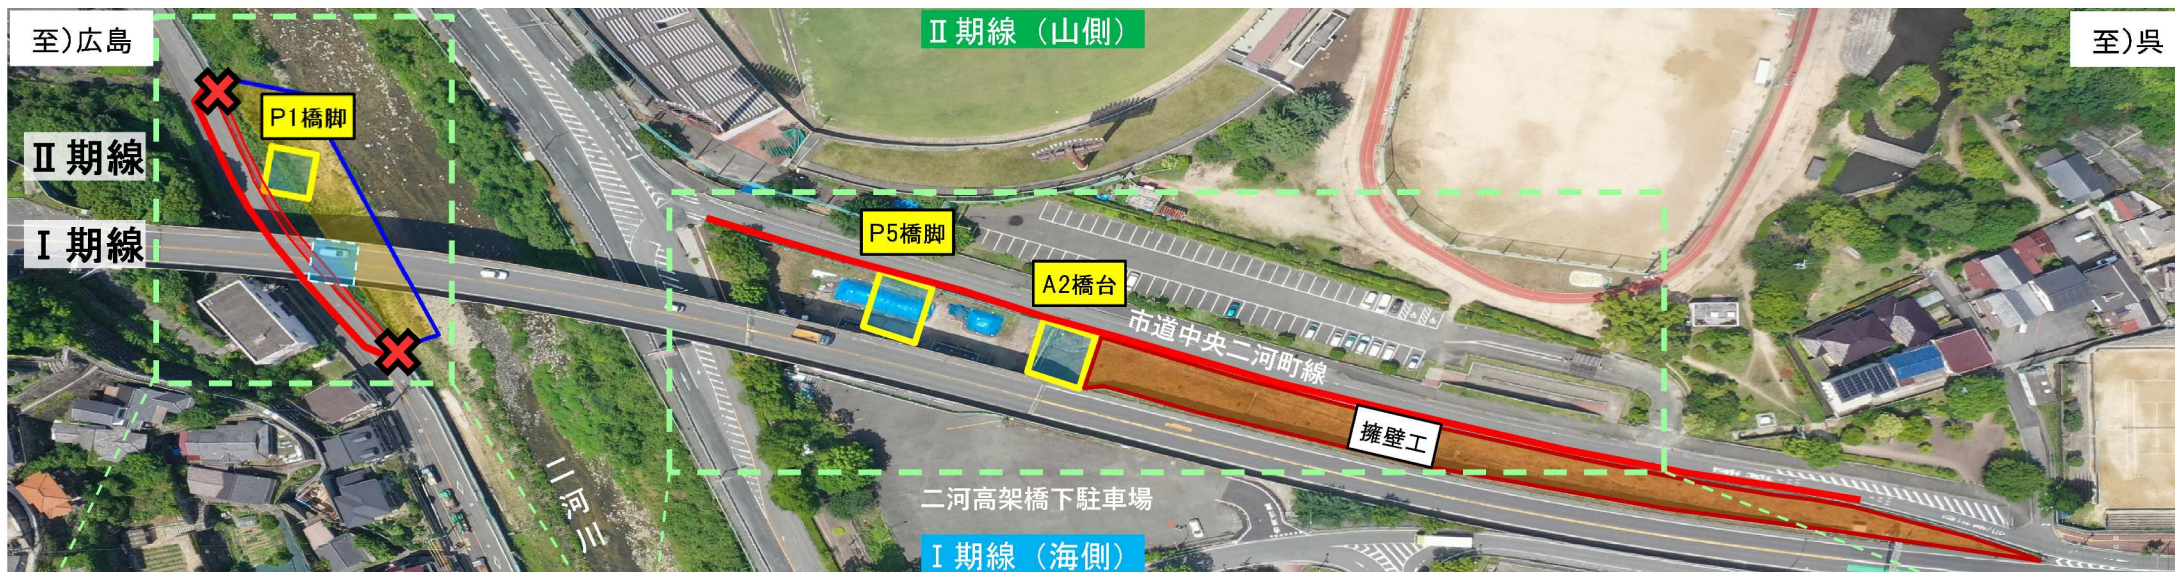 至)広島
Ⅱ期線（山側）
至)呉
P1橋脚
Ⅱ期線
Ⅰ期線
P5橋脚
A2橋台
市道中央二河町線
擁壁工
二河川
二河高架橋下駐車場
Ⅰ期線（海側）